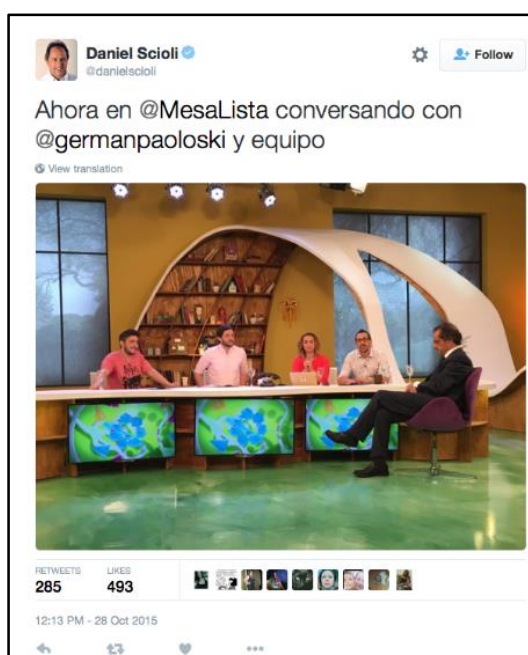 Daniel Scioli
@danielscioli
Follow
Ahora en @MesaLista conversando con
@germanpaoloski y equipo
View translation
RETWEETS
285
LIKES
493
12:13 PM - 28 Oct 2015